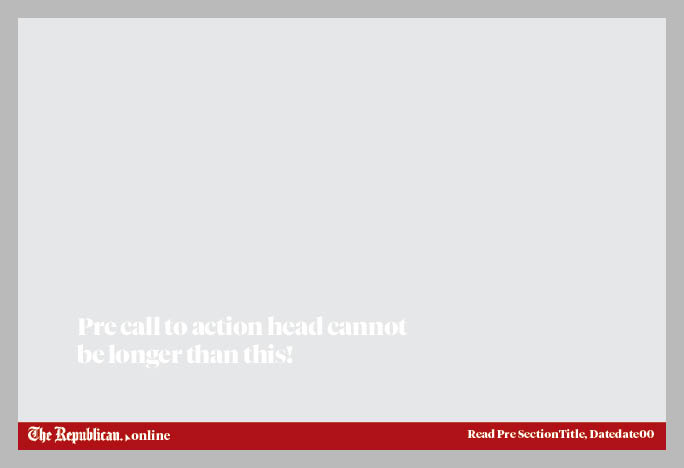 Pre call to action head cannot
be longer than this!
The Republican. online
Read Pre SectionTitle, Datedate00